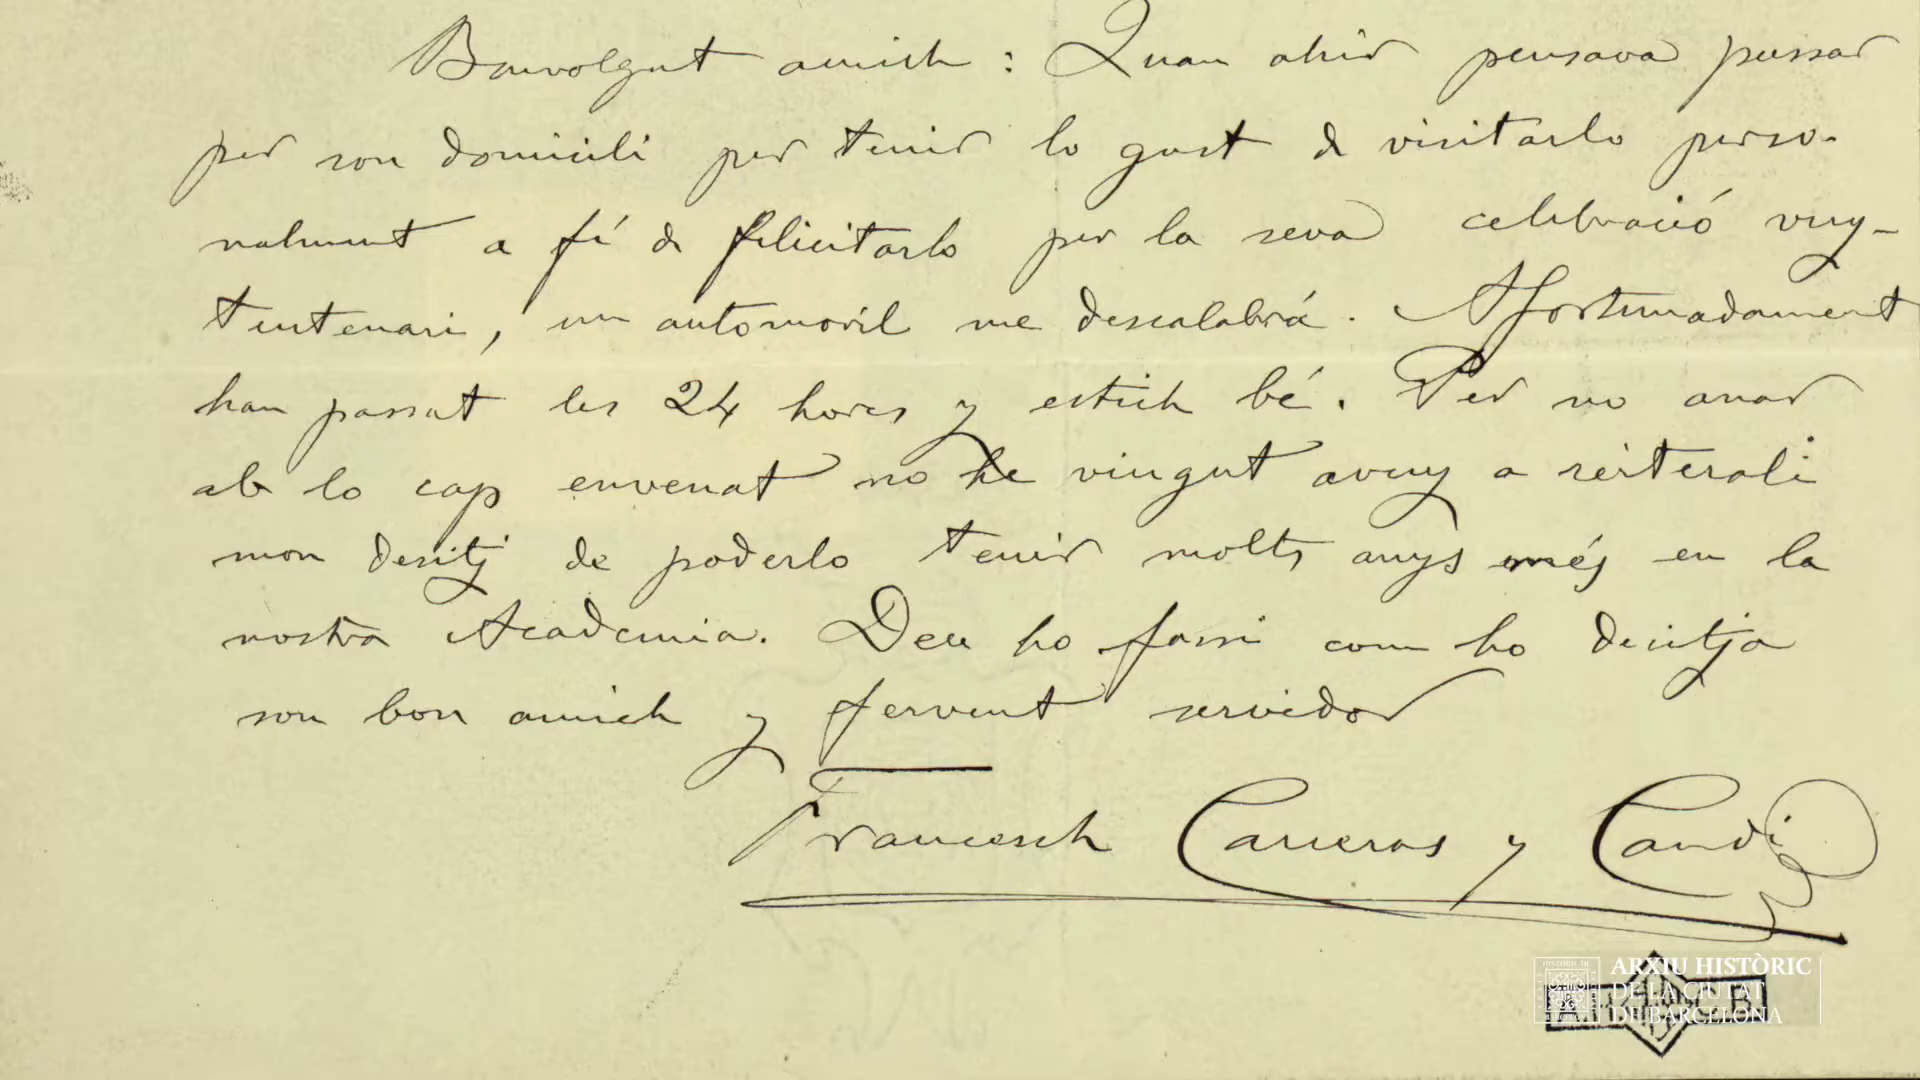 Benvolgut amich: Quan ahir pensava passar
per son domicili per tenir lo gust de visitarlo perso-
nalment a fí de felicitarlo per la seva celebració vuy-
tentenari, un automóvil me descalabrá. Afortunadament
han passat les 24 hores y estich bé. Per no anar
ab lo cap envenat no he vingut avuy a reiterali
mon desitj de poderlo tenir molts anys més en la
nostra Academia. Deu ho fassi com ho desitja
son bon amich y fervent servidor
Francesch Carreras y Candi
ARXIU HISTÒRIC
DE LA CIUTAT
DE BARCELONA